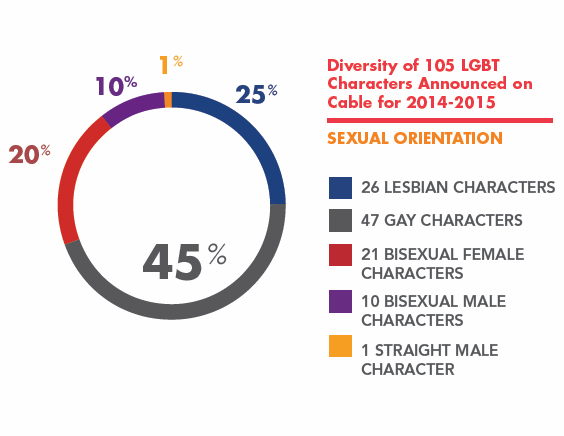 1%
10%
25%
20%
45%
Diversity of 105 LGBT
Characters Announced on
Cable for 2014-2015
SEXUAL ORIENTATION
26 LESBIAN CHARACTERS
47 GAY CHARACTERS
21 BISEXUAL FEMALE
CHARACTERS
10 BISEXUAL MALE
CHARACTERS
1 STRAIGHT MALE
CHARACTER